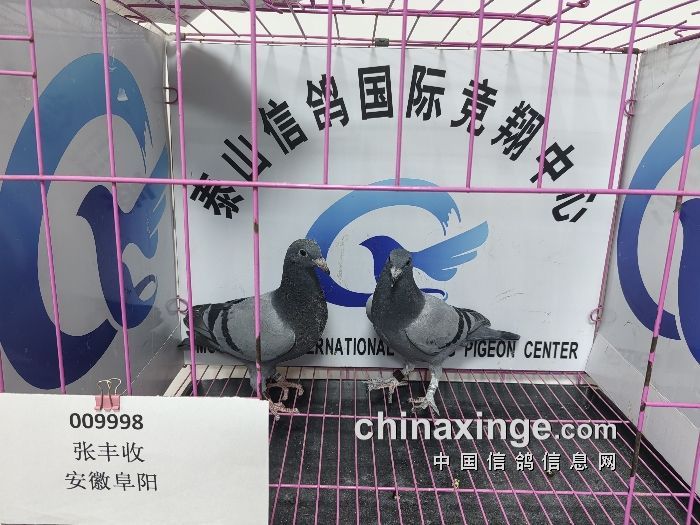 泰山信鸽国际竞翔中心
PIGEON CENTER
009998
张丰收
安徽阜阳
chinaxinge.com
中国信鸽信息网